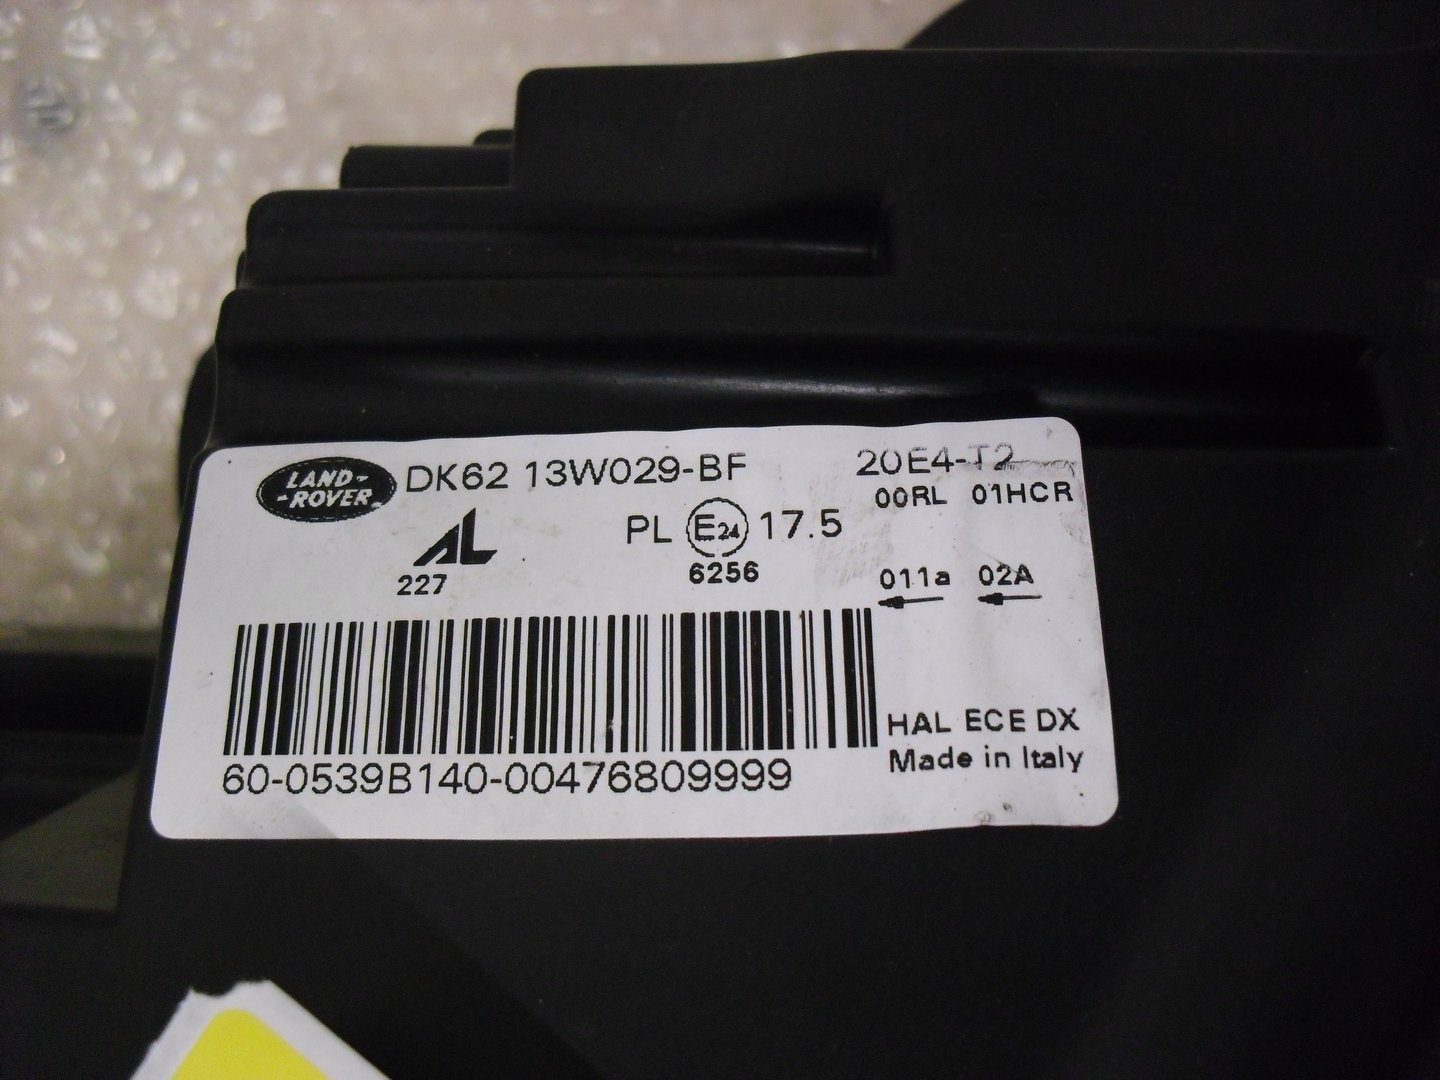 LAND-
-ROVER
DK62 13W029-BF
20E4-T2
00RL 01HCR
PL E24 17.5
AL
227
6256
011a 02A
HAL ECE DX
Made in Italy
60-0539B140-00476809999